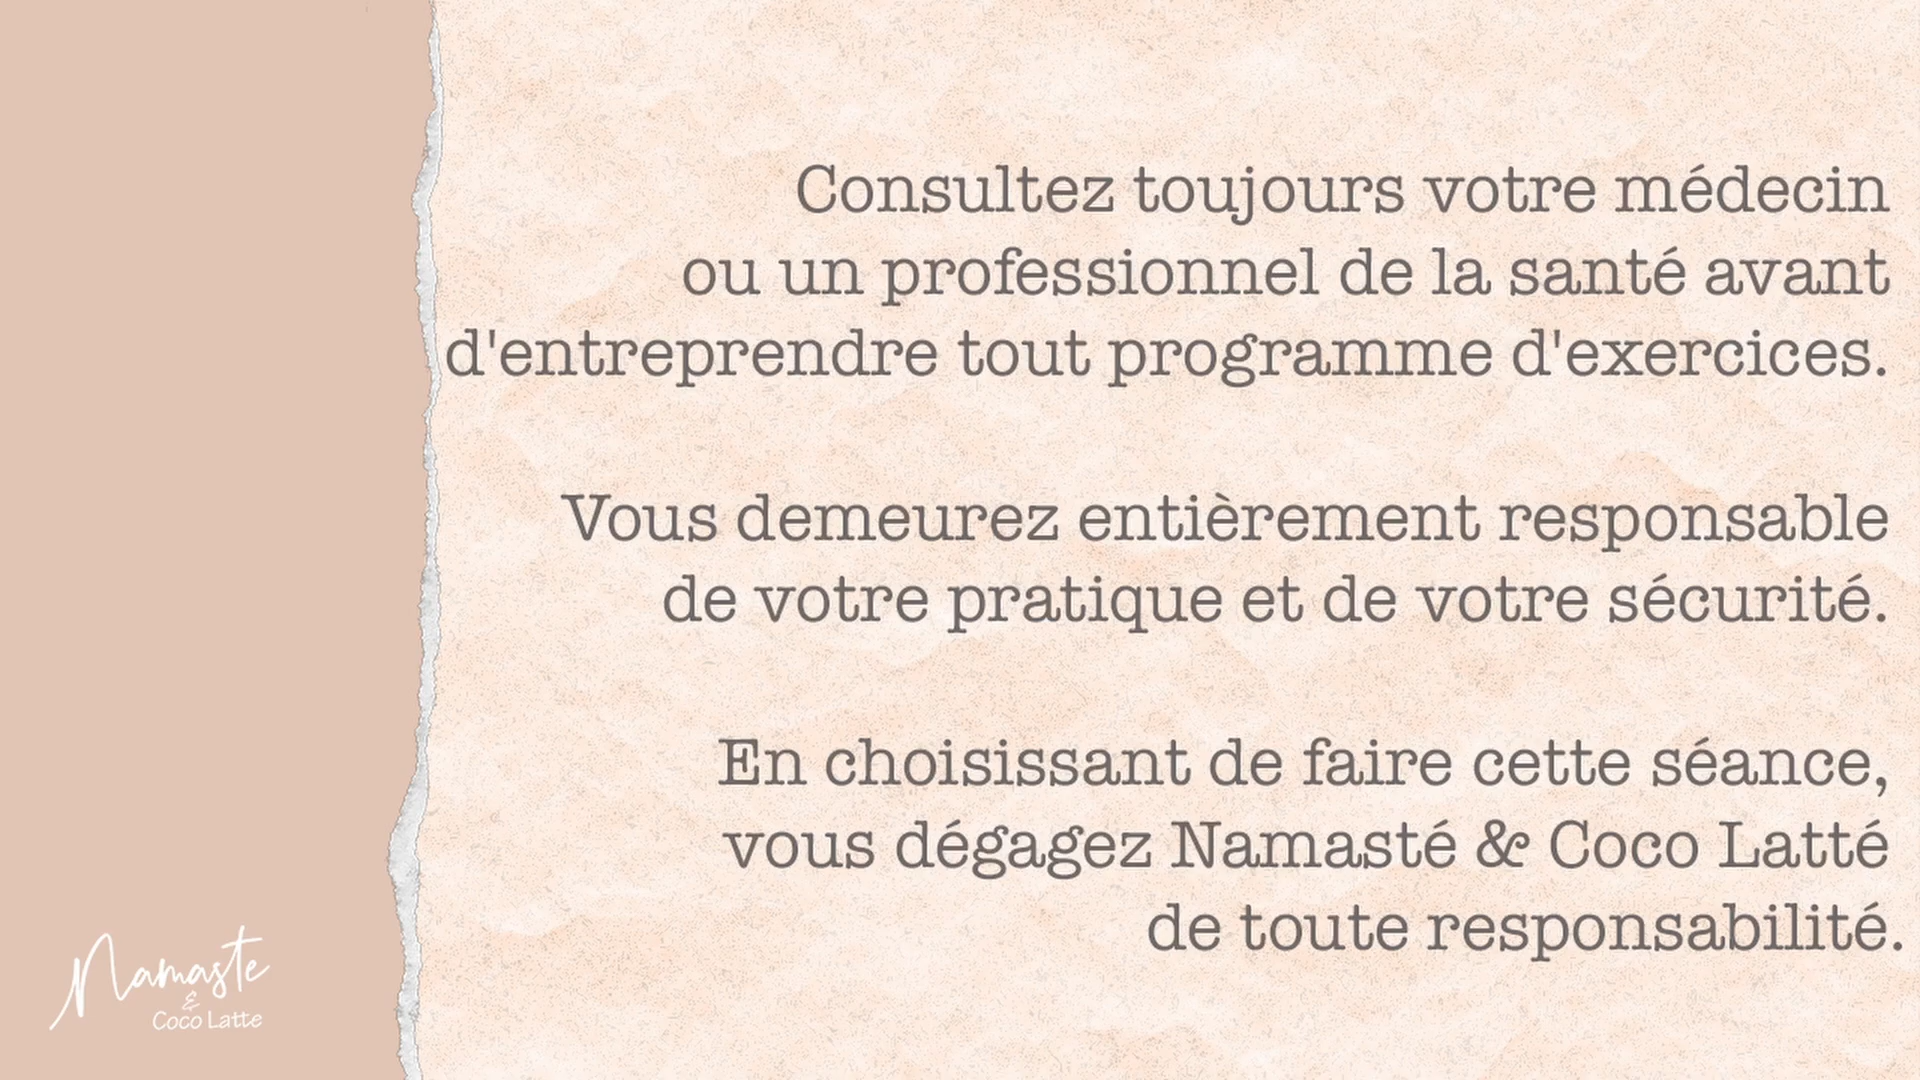 Consultez toujours votre médecin
ou un professionnel de la santé avant
d'entreprendre tout programme d'exercices.
Vous demeurez entièrement responsable
de votre pratique et de votre sécurité.
En choisissant de faire cette séance,
vous dégagez Namasté & Coco Latté
de toute responsabilité.
Namaste
&
Coco Latte